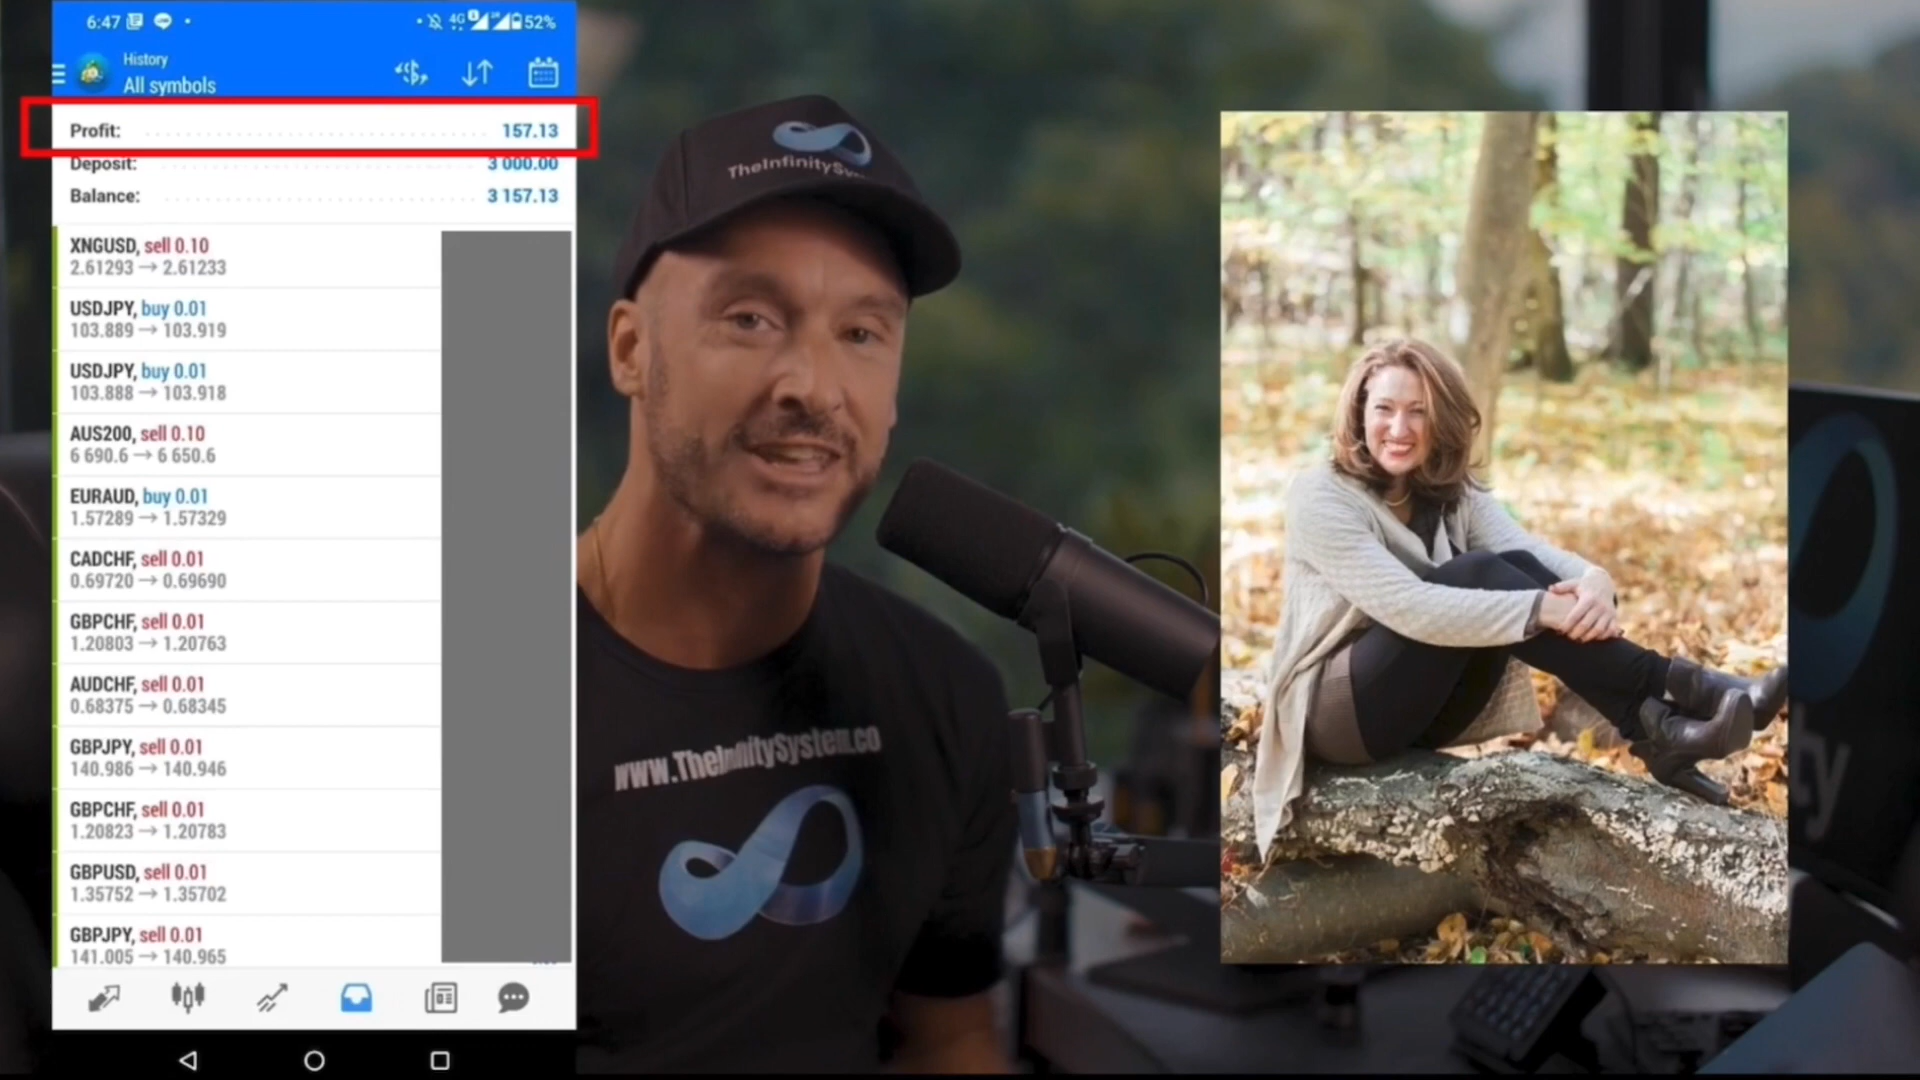 6:47
4G
52%
History
All symbols
Profit: 157.13
Deposit: 3 000.00
Balance: 3 157.13
XNGUSD, sell 0.10
2.61293 → 2.61233
USDJPY, buy 0.01
103.889 → 103.919
USDJPY, buy 0.01
103.888 → 103.918
AUS200, sell 0.10
6 690.6 → 6 650.6
EURAUD, buy 0.01
1.57289 → 1.57329
CADCHF, sell 0.01
0.69720 → 0.69690
GBPCHF, sell 0.01
1.20803 → 1.20763
AUDCHF, sell 0.01
0.68375 → 0.68345
GBPJPY, sell 0.01
140.986 → 140.946
GBPCHF, sell 0.01
1.20823 → 1.20783
GBPUSD, sell 0.01
1.35752 → 1.35702
GBPJPY, sell 0.01
141.005 → 140.965
TheInfinitySy
www.TheInfinitySystem.co
ty